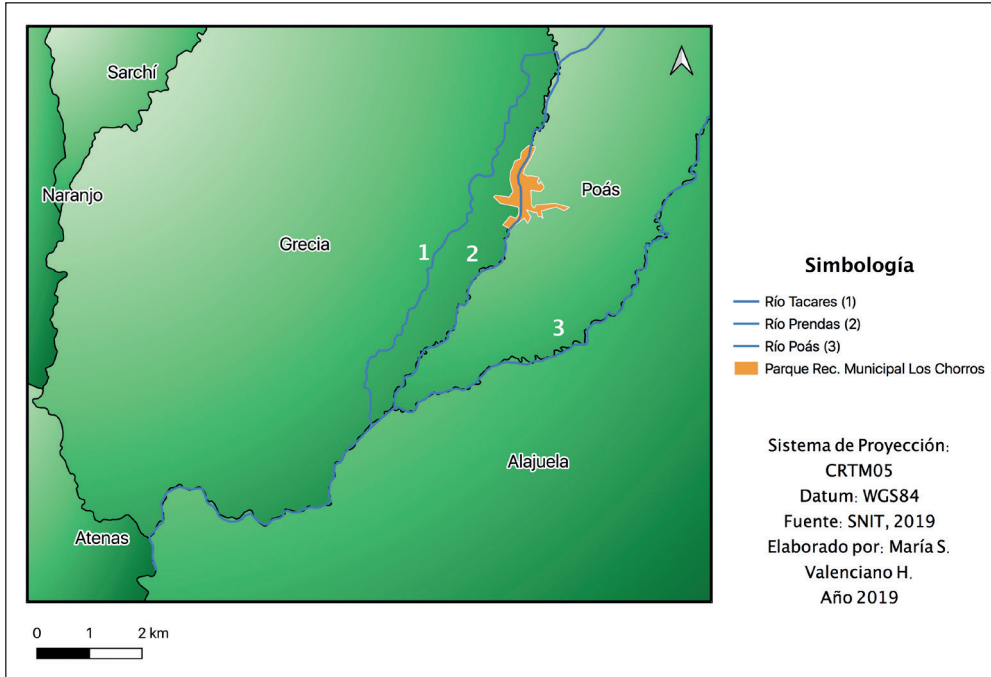 Sarchí
Naranjo
Poás
Grecia
1
2
3
Alajuela
Atenas
0 1 2 km
Simbología
Río Tacares (1)
Río Prendas (2)
Río Poás (3)
Parque Rec. Municipal Los Chorros
Sistema de Proyección:
CRTM05
Datum: WGS84
Fuente: SNIT, 2019
Elaborado por: María S.
Valenciano H.
Año 2019